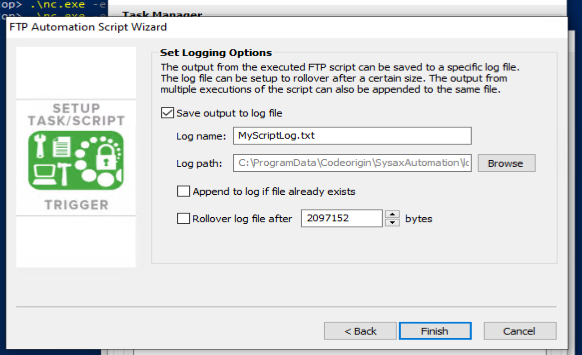 op> .\nc.exe -e
op> .\nc.exe -e
Task Manager
FTP Automation Script Wizard
Set Logging Options
The output from the executed FTP script can be saved to a specific log file.
The log file can be setup to rollover after a certain size. The output from
multiple executions of the script can also be appended to the same file.
SETUP
TASK/SCRIPT
TRIGGER
Save output to log file
Log name: MyScriptLog.txt
Log path: C:\ProgramData\Codeorigin\SysaxAutomation\lc Browse
Append to log if file already exists
Rollover log file after 2097152 bytes
< Back Finish Cancel